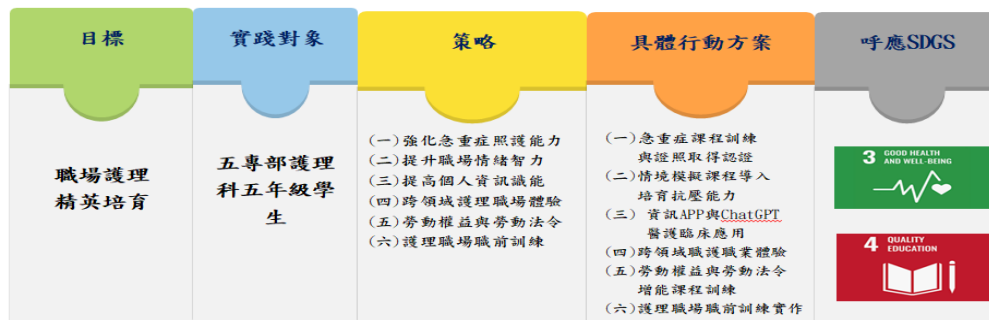 目標
實踐對象
策略
具體行動方案
呼應SDGS
職場護理
精英培育
五專部護理
科五年級學
生
(一)強化急重症照護能力
(二)提升職場情緒智力
(三)提高個人資訊識能
(四)跨領域護理職場體驗
(五)勞動權益與勞動法令
(六)護理職場職前訓練
(一)急重症課程訓練
與證照取得認證
(二)情境模擬課程導入
培育抗壓能力
(三) 資訊APP與ChatGPT
醫護臨床應用
(四)跨領域職護職業體驗
(五)勞動權益與勞動法令
增能課程訓練
(六)護理職場職前訓練實作
3 GOOD HEALTH
AND WELL-BEING
4 QUALITY
EDUCATION